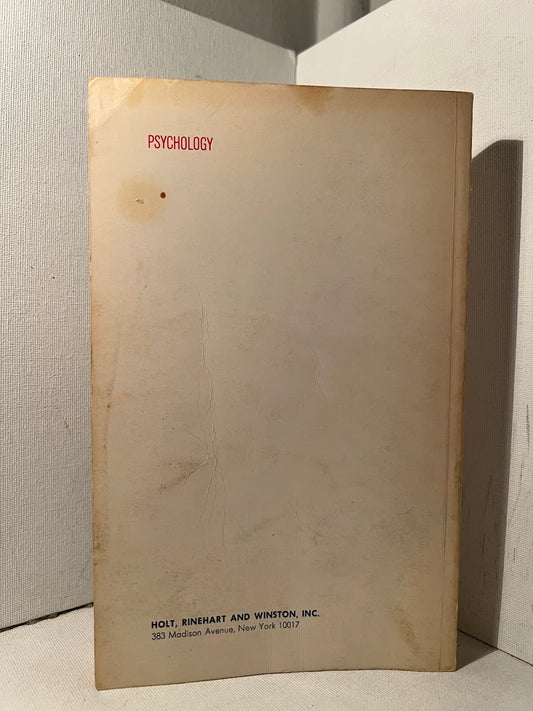 PSYCHOLOGY
HOLT, RINEHART AND WINSTON, INC.
383 Madison Avenue, New York 10017